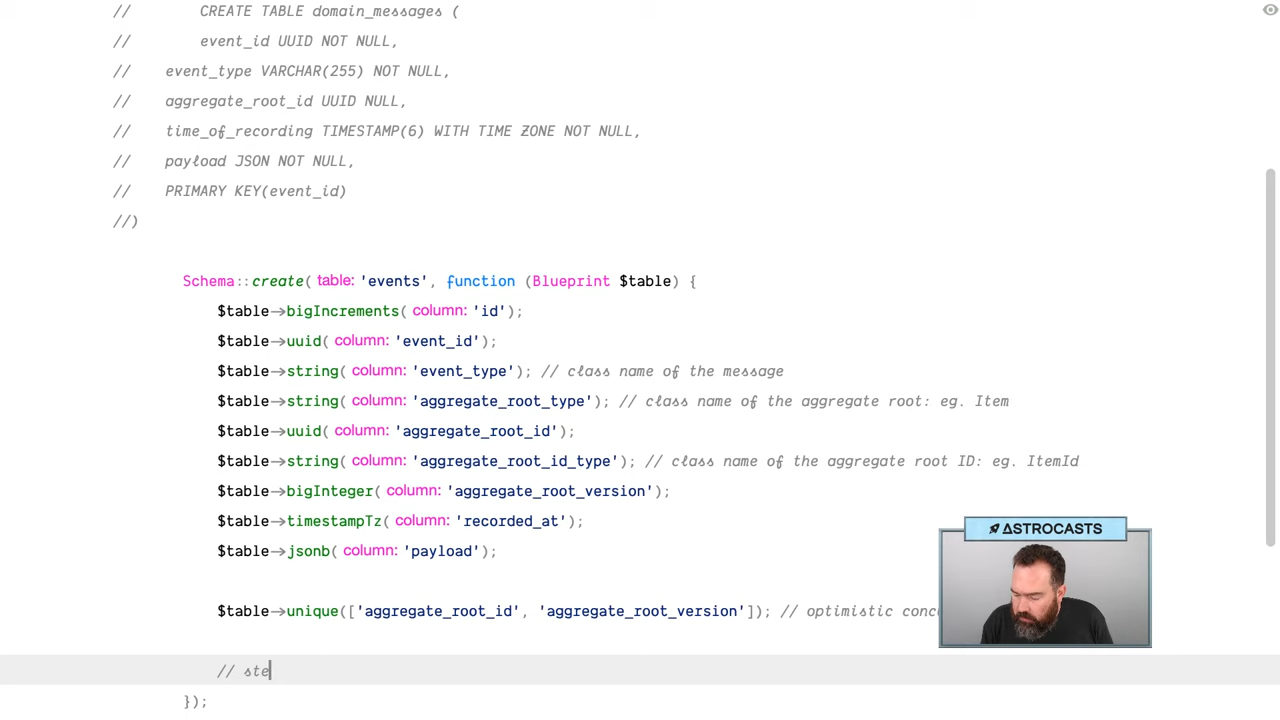 // CREATE TABLE domain_messages (
// event_id UUID NOT NULL,
// event_type VARCHAR(255) NOT NULL,
// aggregate_root_id UUID NULL,
// time_of_recording TIMESTAMP(6) WITH TIME ZONE NOT NULL,
// payload JSON NOT NULL,
// PRIMARY KEY(event_id)
//)
Schema::create( table: 'events', function (Blueprint $table) {
$table->bigIncrements( column: 'id');
$table->uuid( column: 'event_id');
$table->string( column: 'event_type'); // class name of the message
$table->string( column: 'aggregate_root_type'); // class name of the aggregate root: eg. Item
$table->uuid( column: 'aggregate_root_id');
$table->string( column: 'aggregate_root_id_type'); // class name of the aggregate root ID: eg. ItemId
$table->bigInteger( column: 'aggregate_root_version');
$table->timestampTz( column: 'recorded_at');
$table->jsonb( column: 'payload');
$table->unique(['aggregate_root_id', 'aggregate_root_version']); // optimistic
// ste
});
ASTROCASTS